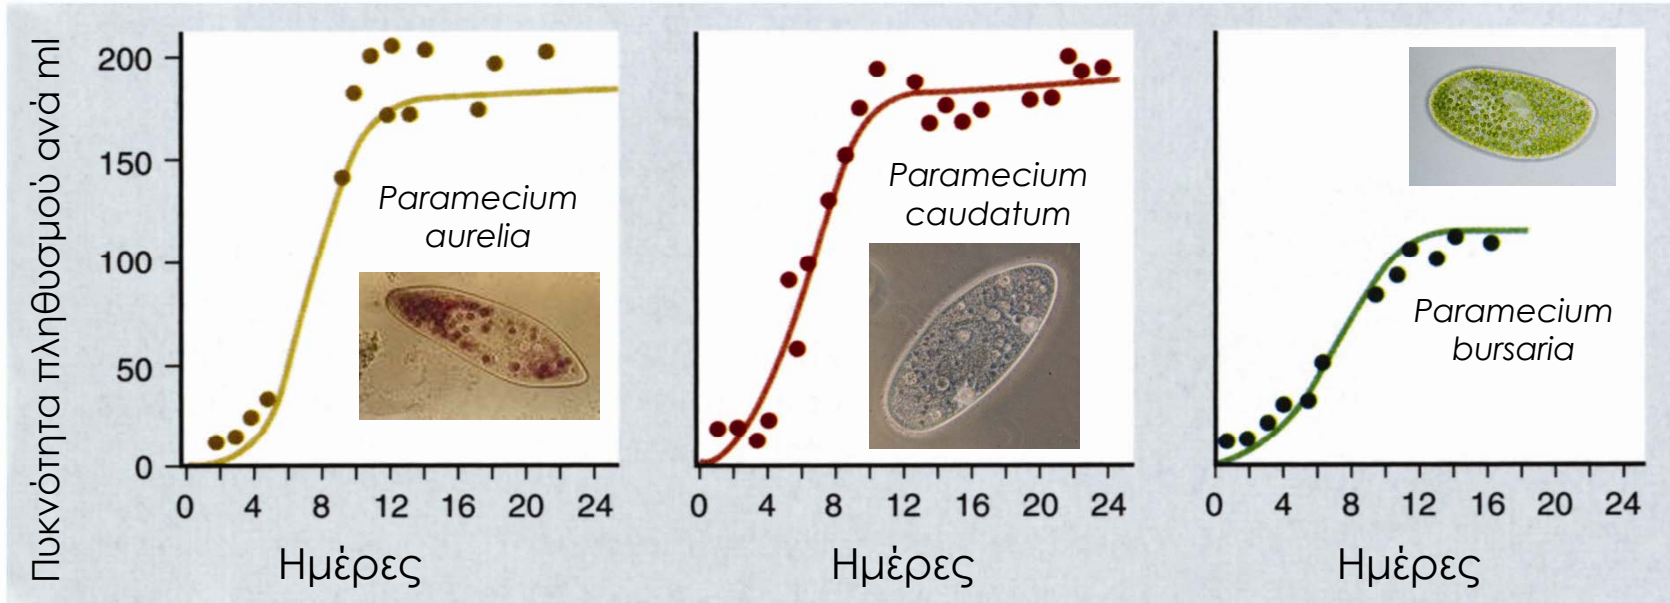 Πυκνότητα πληθυσμού ανά ml
200
150
100
50
0
0 4 8 12 16 20 24
Ημέρες
Paramecium
aurelia
0 4 8 12 16 20 24
Ημέρες
Paramecium
caudatum
0 4 8 12 16 20 24
Ημέρες
Paramecium
bursaria